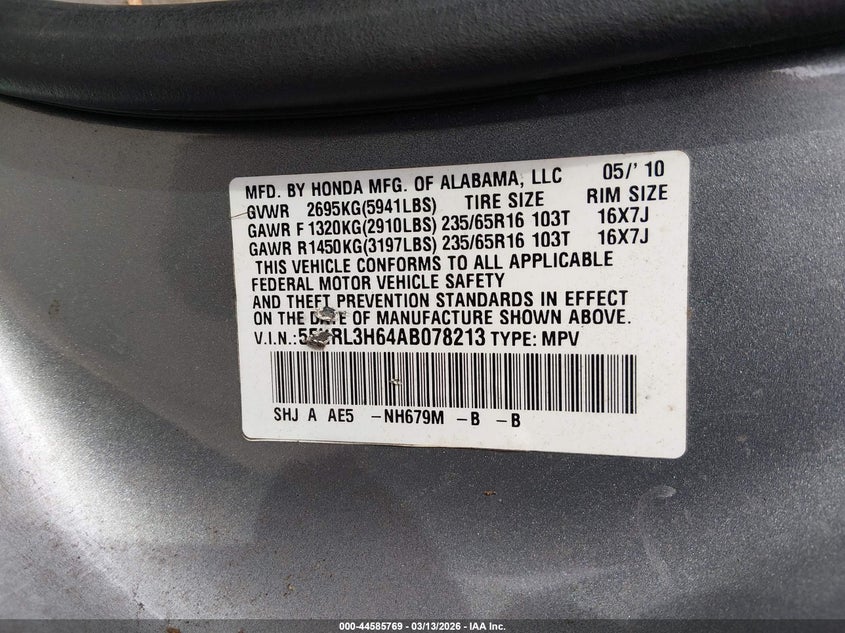 MFD. BY HONDA MFG. OF ALABAMA, LLC 05/' 10
GVWR 2695KG(5941LBS) TIRE SIZE RIM SIZE
GAWR F 1320KG(2910LBS) 235/65R16 103T 16X7J
GAWR R1450KG(3197LBS) 235/65R16 103T 16X7J
THIS VEHICLE CONFORMS TO ALL APPLICABLE
FEDERAL MOTOR VEHICLE SAFETY
AND THEFT PREVENTION STANDARDS IN EFFECT
ON THE DATE OF MANUFACTURE SHOWN ABOVE.
V.I.N.: TYPE: MPV
SHJ A AE5 -NH679M -B -B
000-44585769 | 03/13/2026 - IAA Inc.